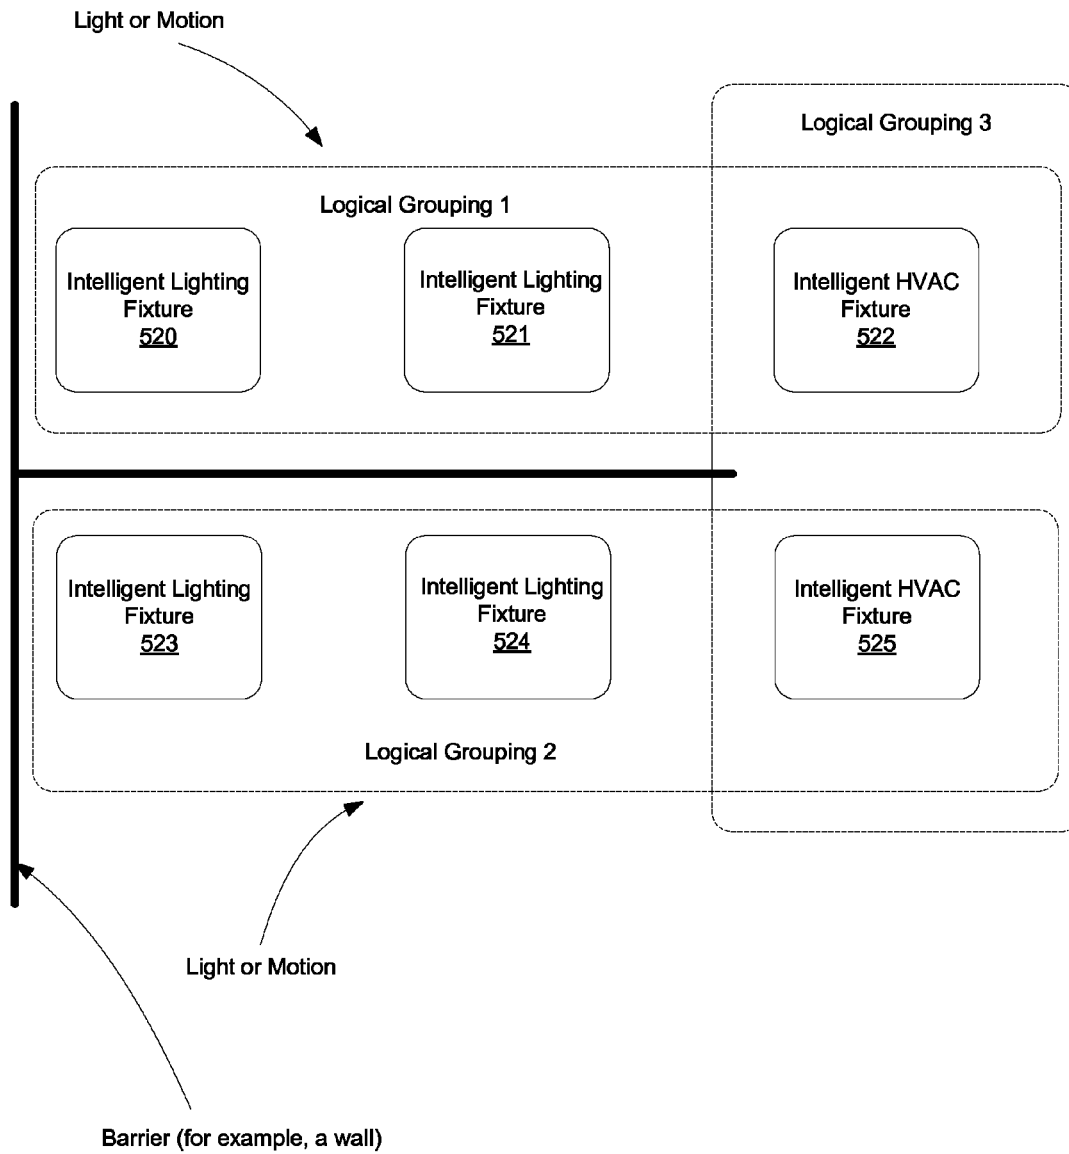 Light or Motion
Logical Grouping 3
Logical Grouping 1
Intelligent Lighting
Fixture
520
Intelligent Lighting
Fixture
521
Intelligent HVAC
Fixture
522
Intelligent Lighting
Fixture
523
Intelligent Lighting
Fixture
524
Intelligent HVAC
Fixture
525
Logical Grouping 2
Light or Motion
Barrier (for example, a wall)